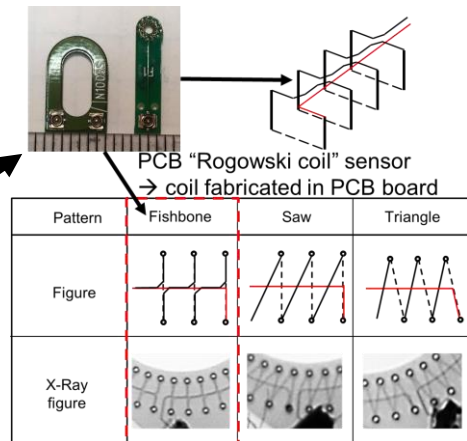 PCB “Rogowski coil” sensor
→ coil fabricated in PCB board
Pattern Fishbone Saw Triangle
Figure
X-Ray
figure